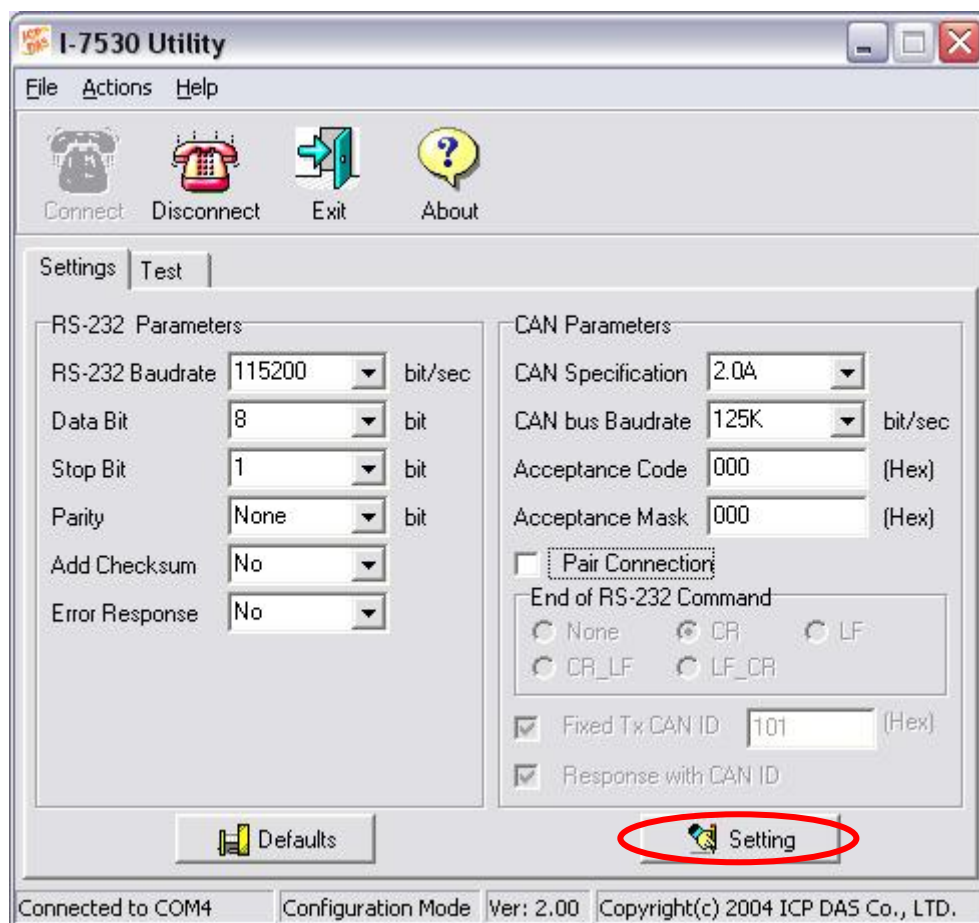 I-7530 Utility
File Actions Help
Connect Disconnect Exit About
Settings Test
RS-232 Parameters
RS-232 Baudrate 115200 bit/sec
Data Bit 8 bit
Stop Bit 1 bit
Parity None bit
Add Checksum No
Error Response No
CAN Parameters
CAN Specification 2.0A
CAN bus Baudrate 125K bit/sec
Acceptance Code 000 (Hex)
Acceptance Mask 000 (Hex)
Pair Connection
End of RS-232 Command
None CR LF
CR_LF LF_CR
Fixed Tx CAN ID 101 (Hex)
Response with CAN ID
Defaults Setting
Connected to COM4 Configuration Mode Ver: 2.00 Copyright(c) 2004 ICP DAS Co., LTD.